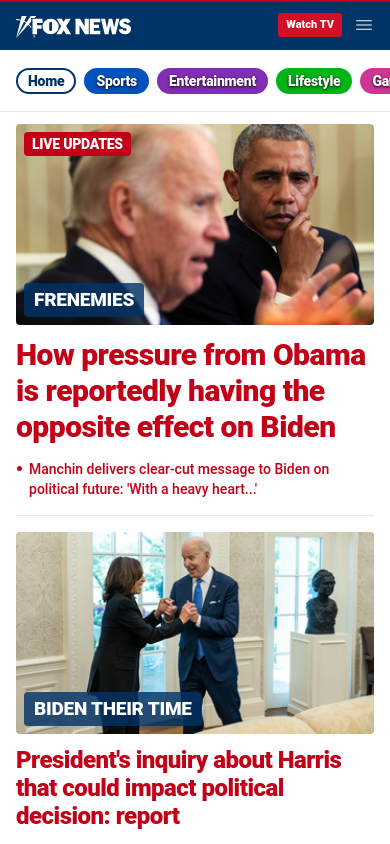 FOX NEWS
Watch TV
Home
Sports
Entertainment
Lifestyle
LIVE UPDATES
FRENEMIES
How pressure from Obama
is reportedly having the
opposite effect on Biden
• Manchin delivers clear-cut message to Biden on
political future: 'With a heavy heart...'
BIDEN THEIR TIME
President's inquiry about Harris
that could impact political
decision: report